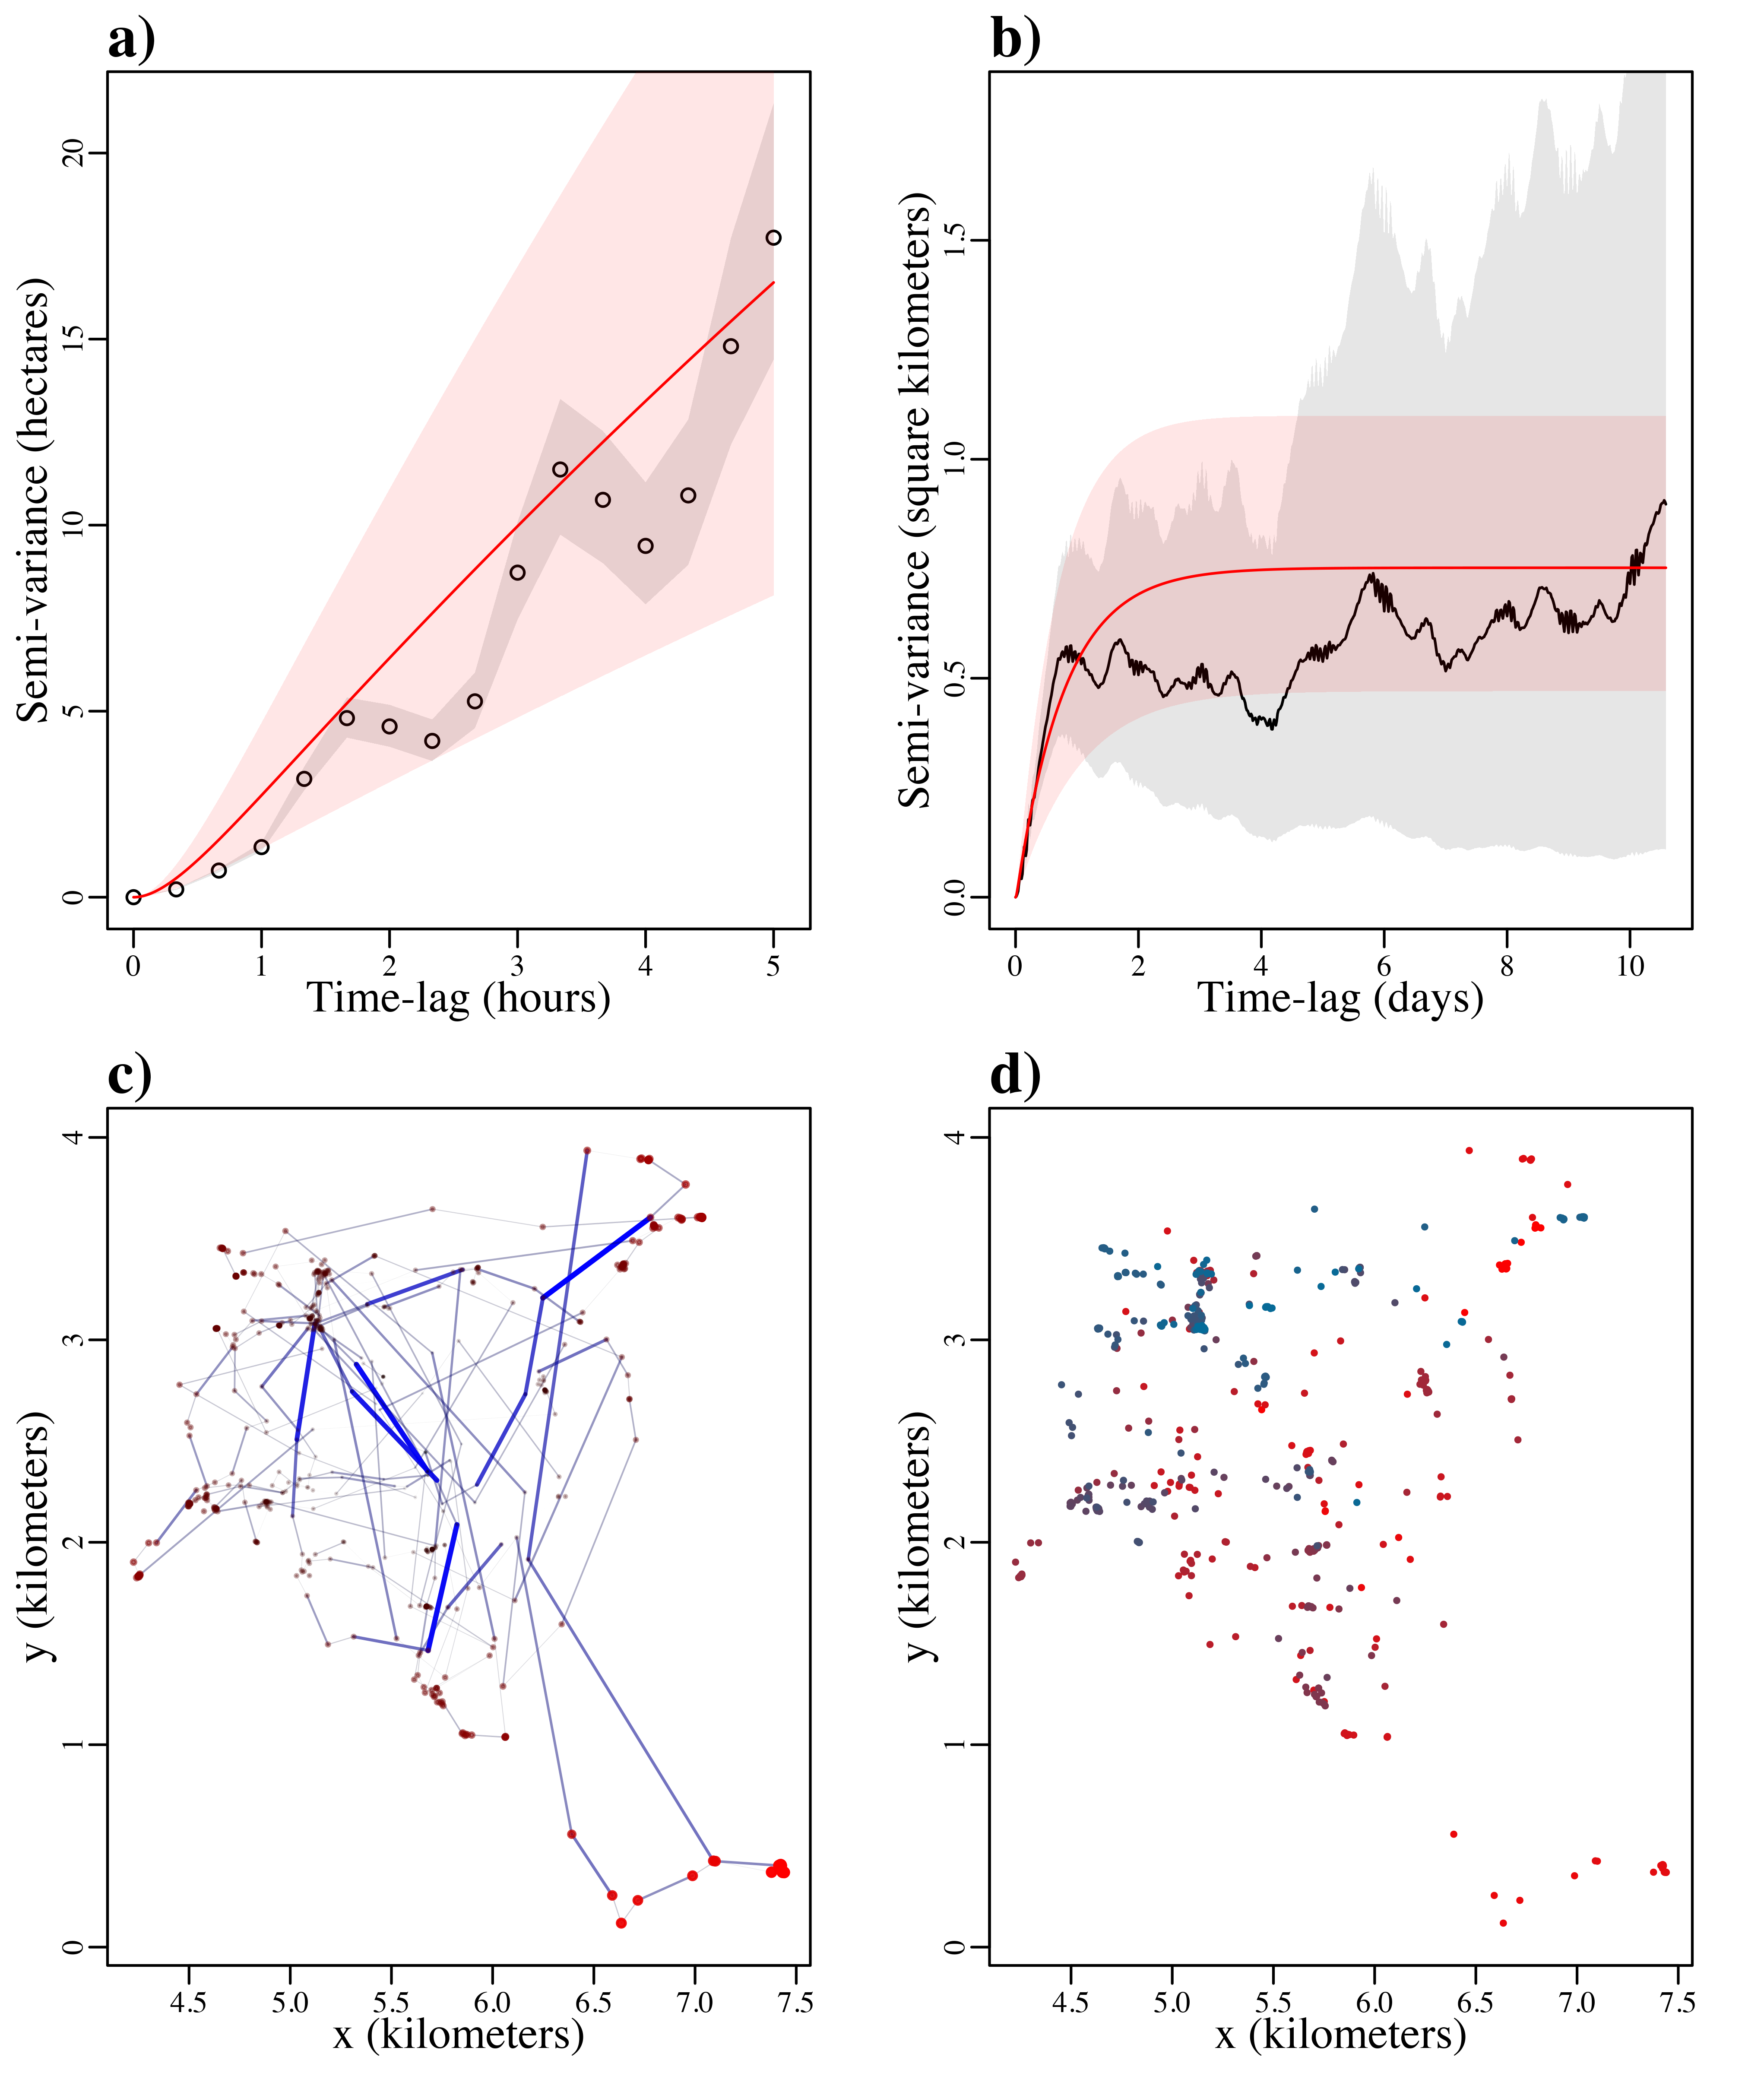 a)
Semi-variance (hectares)
20
15
10
5
0
0 1 2 3 4 5
Time-lag (hours)
b)
Semi-variance (square kilometers)
1.5
1.0
0.5
0.0
0 2 4 6 8 10
Time-lag (days)
c)
y (kilometers)
4
3
2
1
0
4.5 5.0 5.5 6.0 6.5 7.0 7.5
x (kilometers)
d)
y (kilometers)
4
3
2
1
0
4.5 5.0 5.5 6.0 6.5 7.0 7.5
x (kilometers)